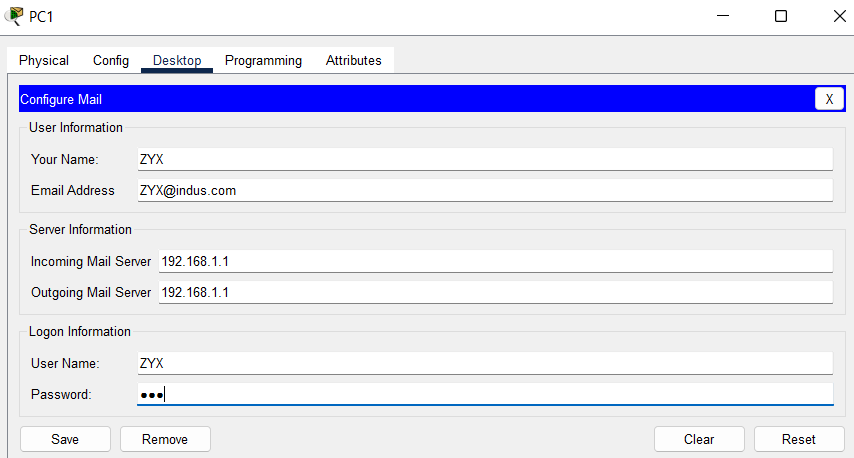 PC1
Physical Config Desktop Programming Attributes
Configure Mail X
User Information
Your Name: ZYX
Email Address ZYX@indus.com
Server Information
Incoming Mail Server 192.168.1.1
Outgoing Mail Server 192.168.1.1
Logon Information
User Name: ZYX
Password: •••
Save Remove Clear Reset